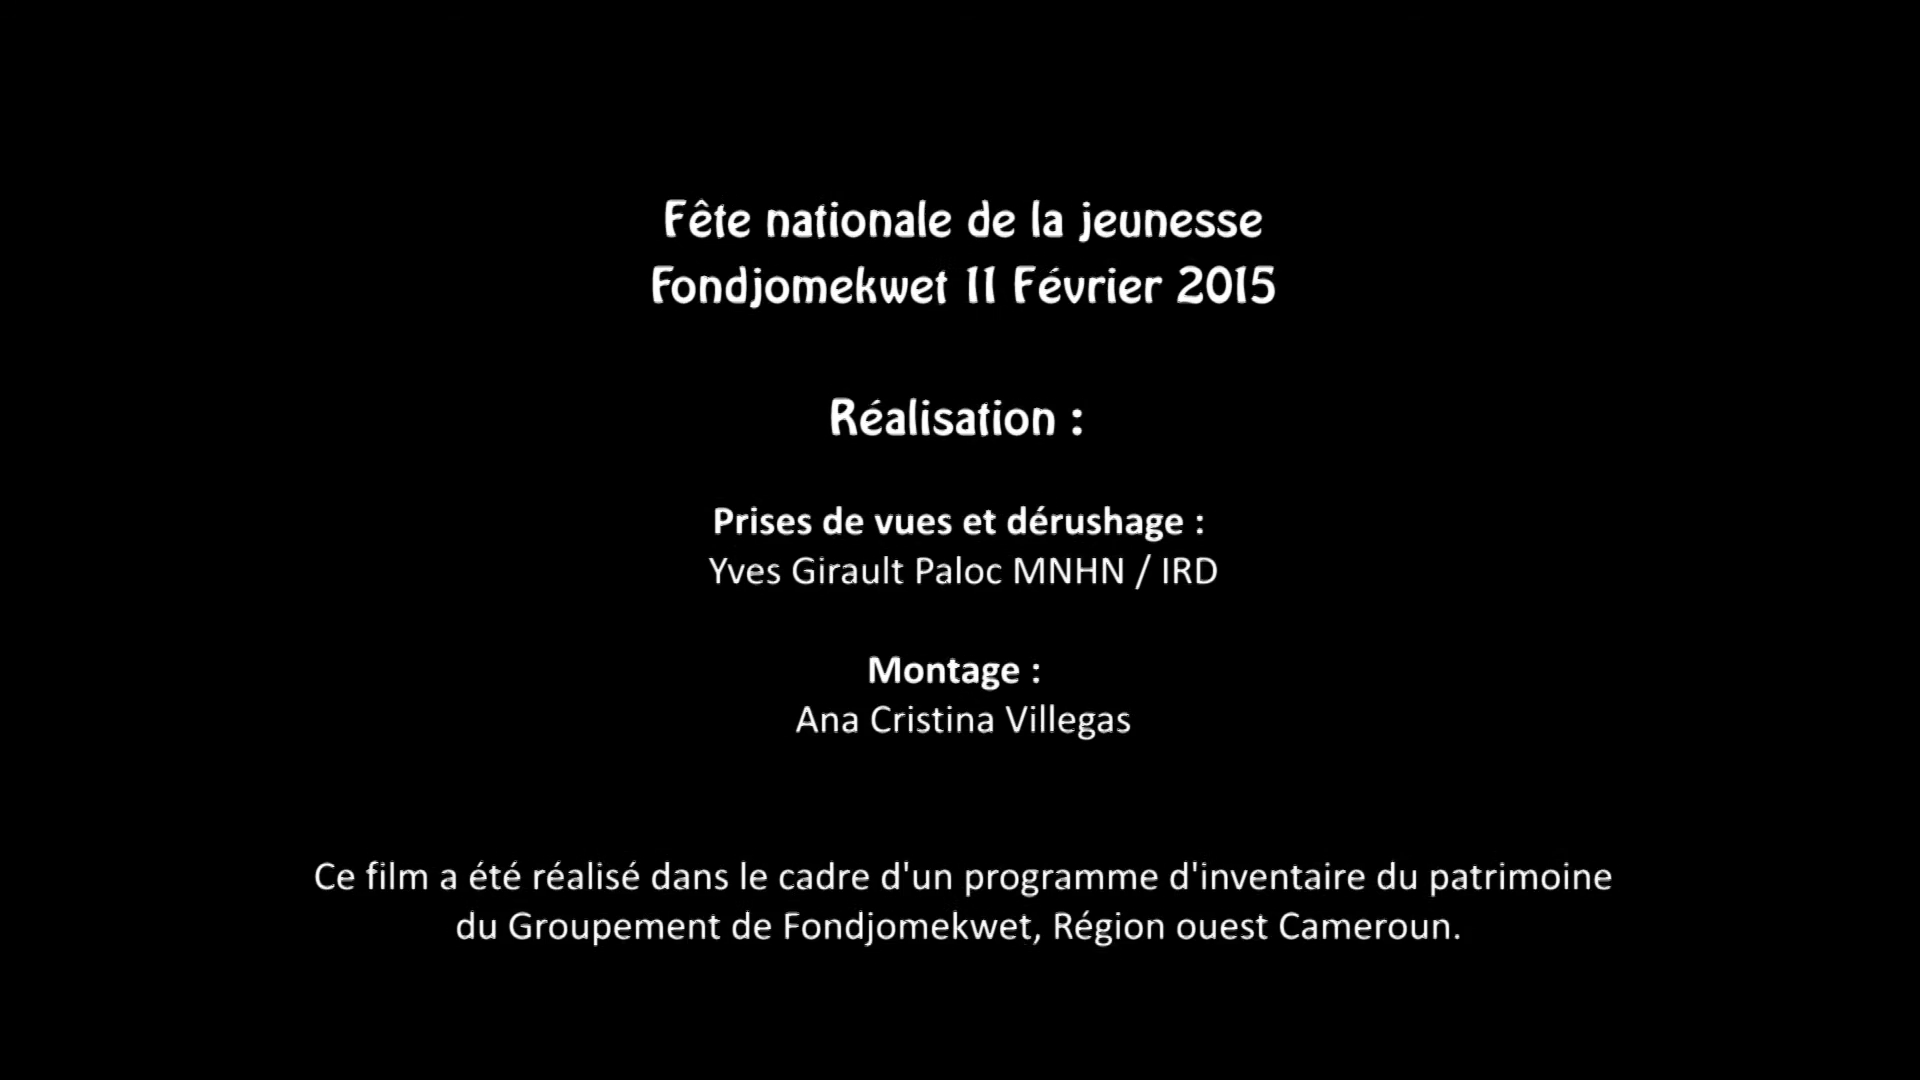 Fête nationale de la jeunesse
Fondjomekwet 11 Février 2015
Réalisation :
Prises de vues et dérushage :
Yves Girault Paloc MNHN / IRD
Montage :
Ana Cristina Villegas
Ce film a été réalisé dans le cadre d'un programme d'inventaire du patrimoine
du Groupement de Fondjomekwet, Région ouest Cameroun.